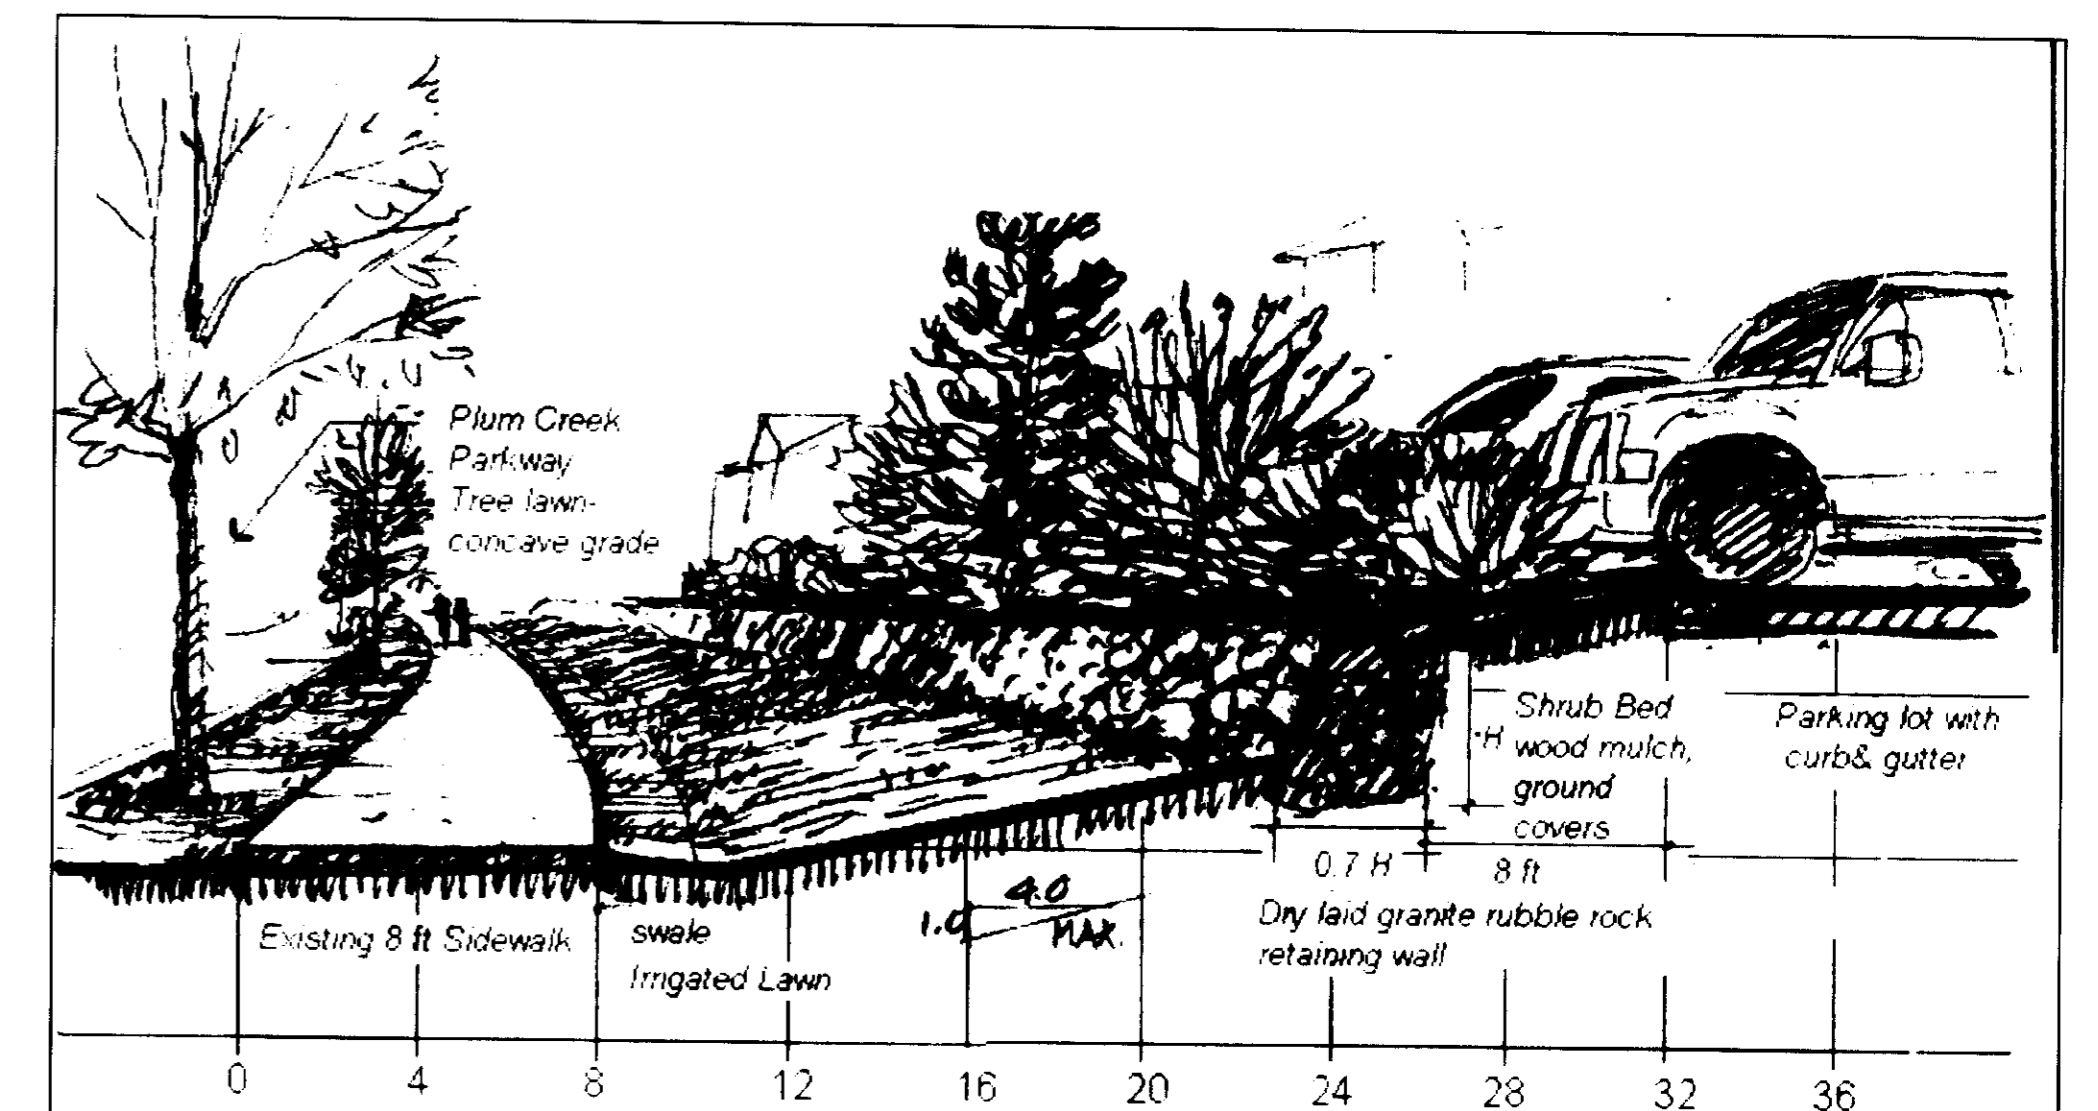 Plum Creek
Parkway
Tree lawn-
concave grade
Shrub Bed
wood mulch,
ground
covers
H
Parking lot with
curb& gutter
0.7 H
8 ft
Dry laid granite rubble rock
retaining wall
4.0
1.0
MAX.
Existing 8 ft Sidewalk
swale
Irrigated Lawn
0 4 8 12 16 20 24 28 32 36